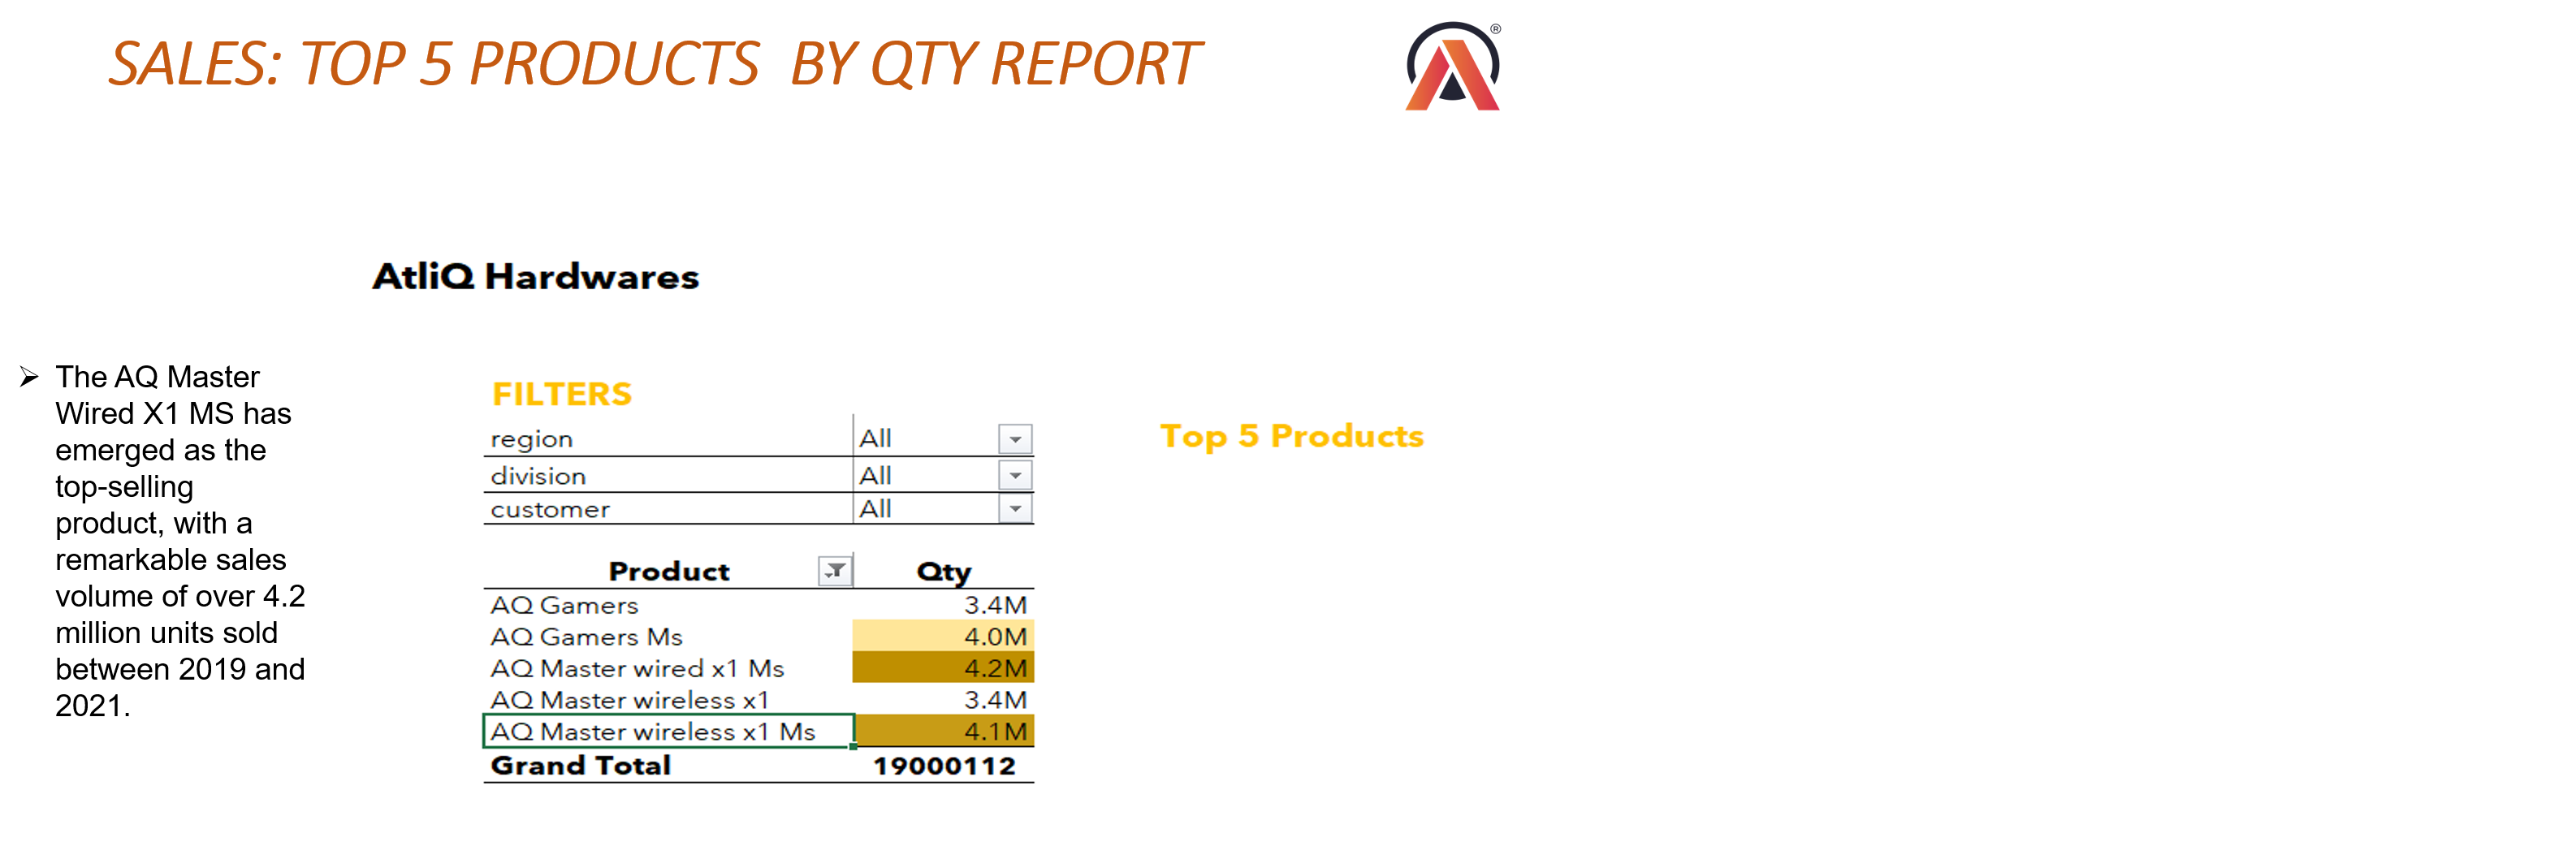 SALES: TOP 5 PRODUCTS BY QTY REPORT
®
AtliQ Hardwares
➢ The AQ Master
Wired X1 MS has
emerged as the
top-selling
product, with a
remarkable sales
volume of over 4.2
million units sold
between 2019 and
2021.
FILTERS
region All
division All
customer All
Product Qty
AQ Gamers 3.4M
AQ Gamers Ms 4.0M
AQ Master wired x1 Ms 4.2M
AQ Master wireless x1 3.4M
AQ Master wireless x1 Ms 4.1M
Grand Total 19000112
Top 5 Products